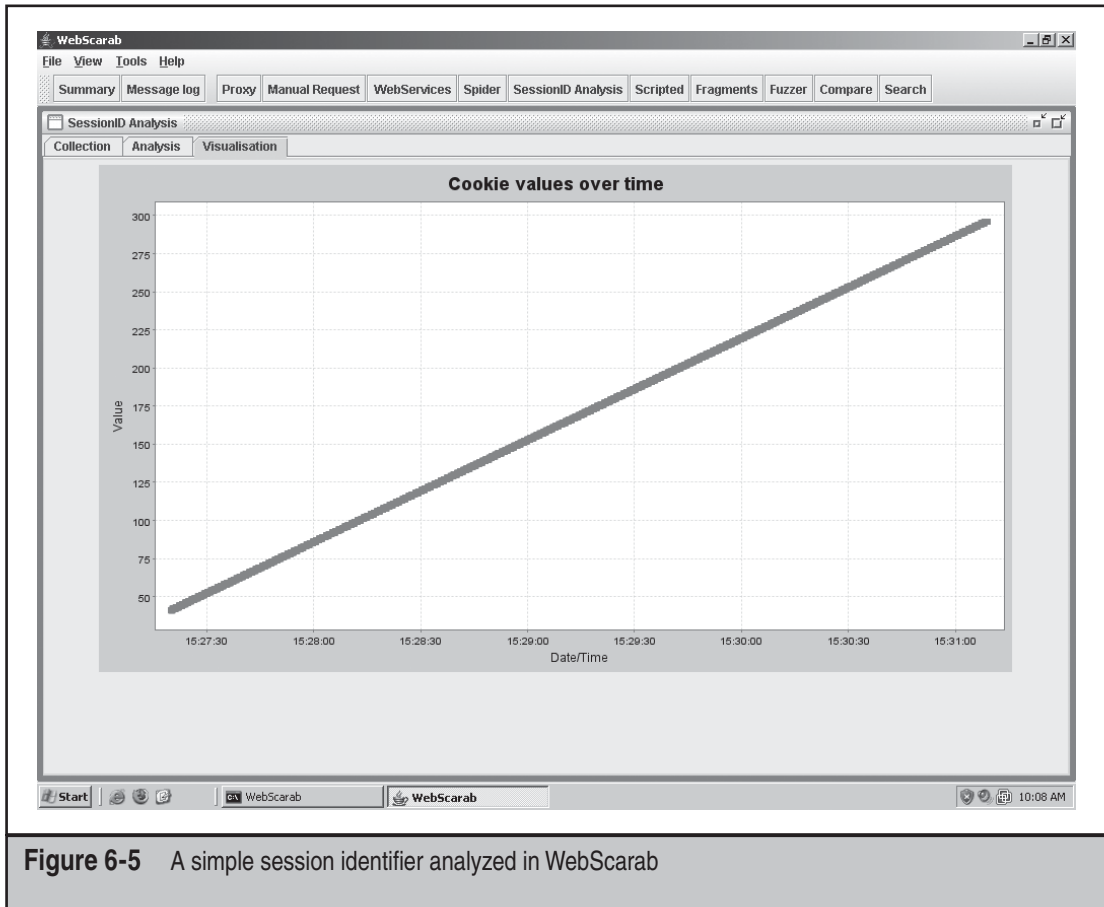 WebScarab
File View Tools Help
Summary Message log Proxy Manual Request WebServices Spider SessionID Analysis Scripted Fragments Fuzzer Compare Search
SessionID Analysis
Collection Analysis Visualisation
Cookie values over time
300
275
250
225
200
175
150
125
100
75
50
Value
15:27:30 15:28:00 15:28:30 15:29:00 15:29:30 15:30:00 15:30:30 15:31:00
Date/Time
Start WebScarab WebScarab 10:08 AM
Figure 6-5 A simple session identifier analyzed in WebScarab